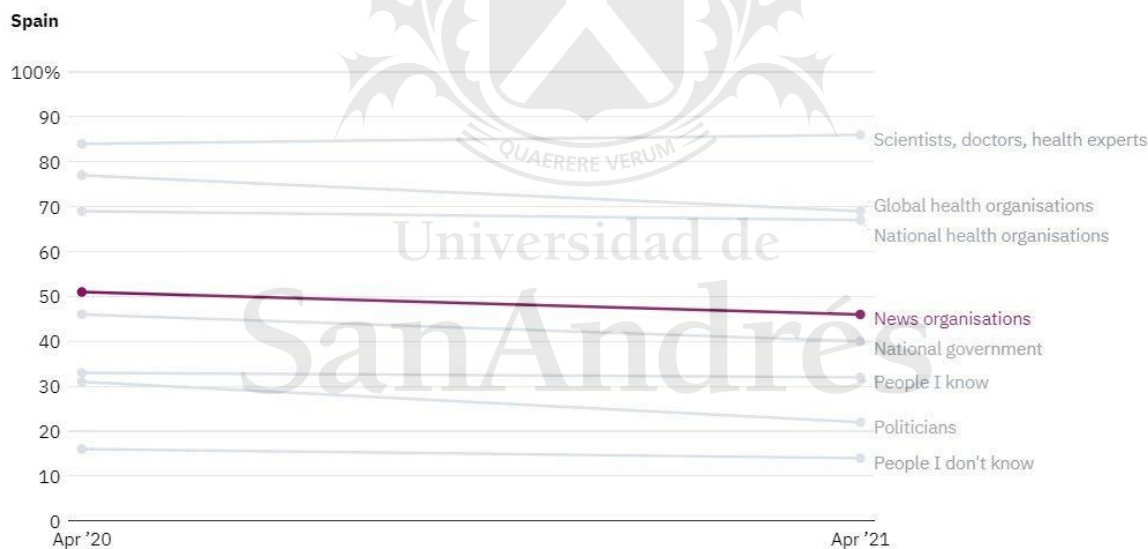 Spain
100%
90
80
70
60
50
40
30
20
10
0
Apr ’20
Apr ’21
Scientists, doctors, health experts
Global health organisations
National health organisations
News organisations
National government
People I know
Politicians
People I don't know
QUAERERE VERUM
Universidad de
SanAndrés